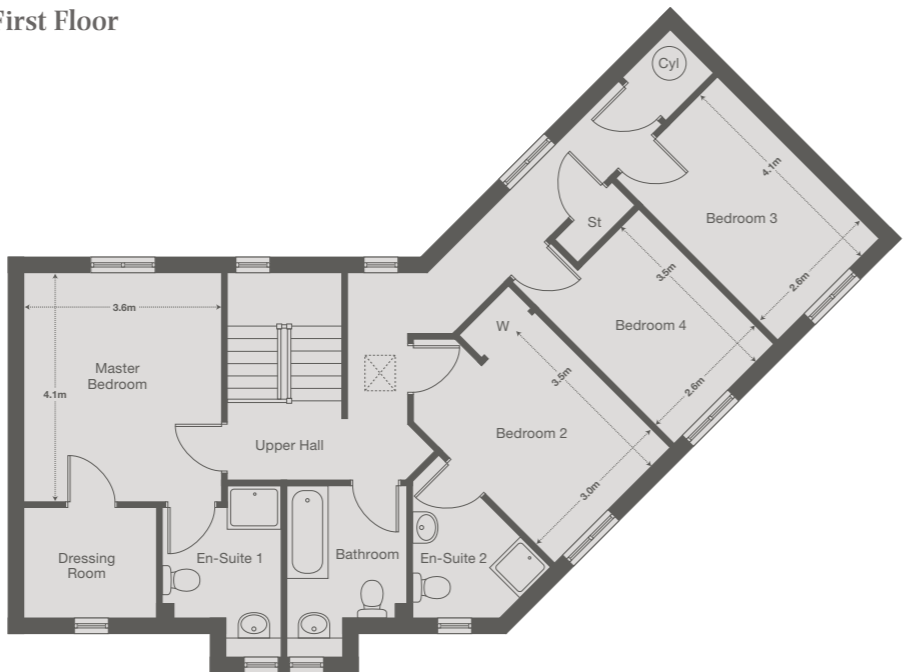 First Floor
Cyl
4.1m
Bedroom 3
2.6m
St
3.5m
Bedroom 4
2.6m
W
3.5m
Bedroom 2
3.0m
3.6m
Master
Bedroom
4.1m
Upper Hall
Dressing
Room
En-Suite 1
Bathroom
En-Suite 2